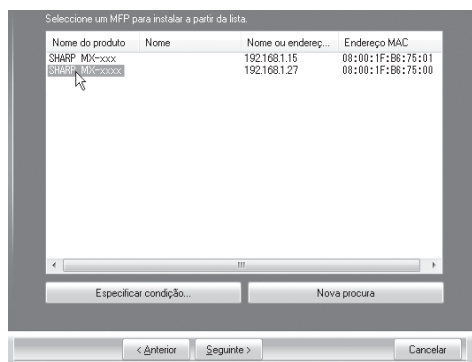 Seleccione um MFP para instalar a partir da lista.
Nome do produto Nome Nome ou endereç... Endereço MAC
SHARP MX-xxx 192.168.1.15 08:00:1F:B6:75:01
SHARP MX-xxxx 192.168.1.27 08:00:1F:B6:75:00
Especificar condição... Nova procura
< Anterior Seguinte > Cancelar